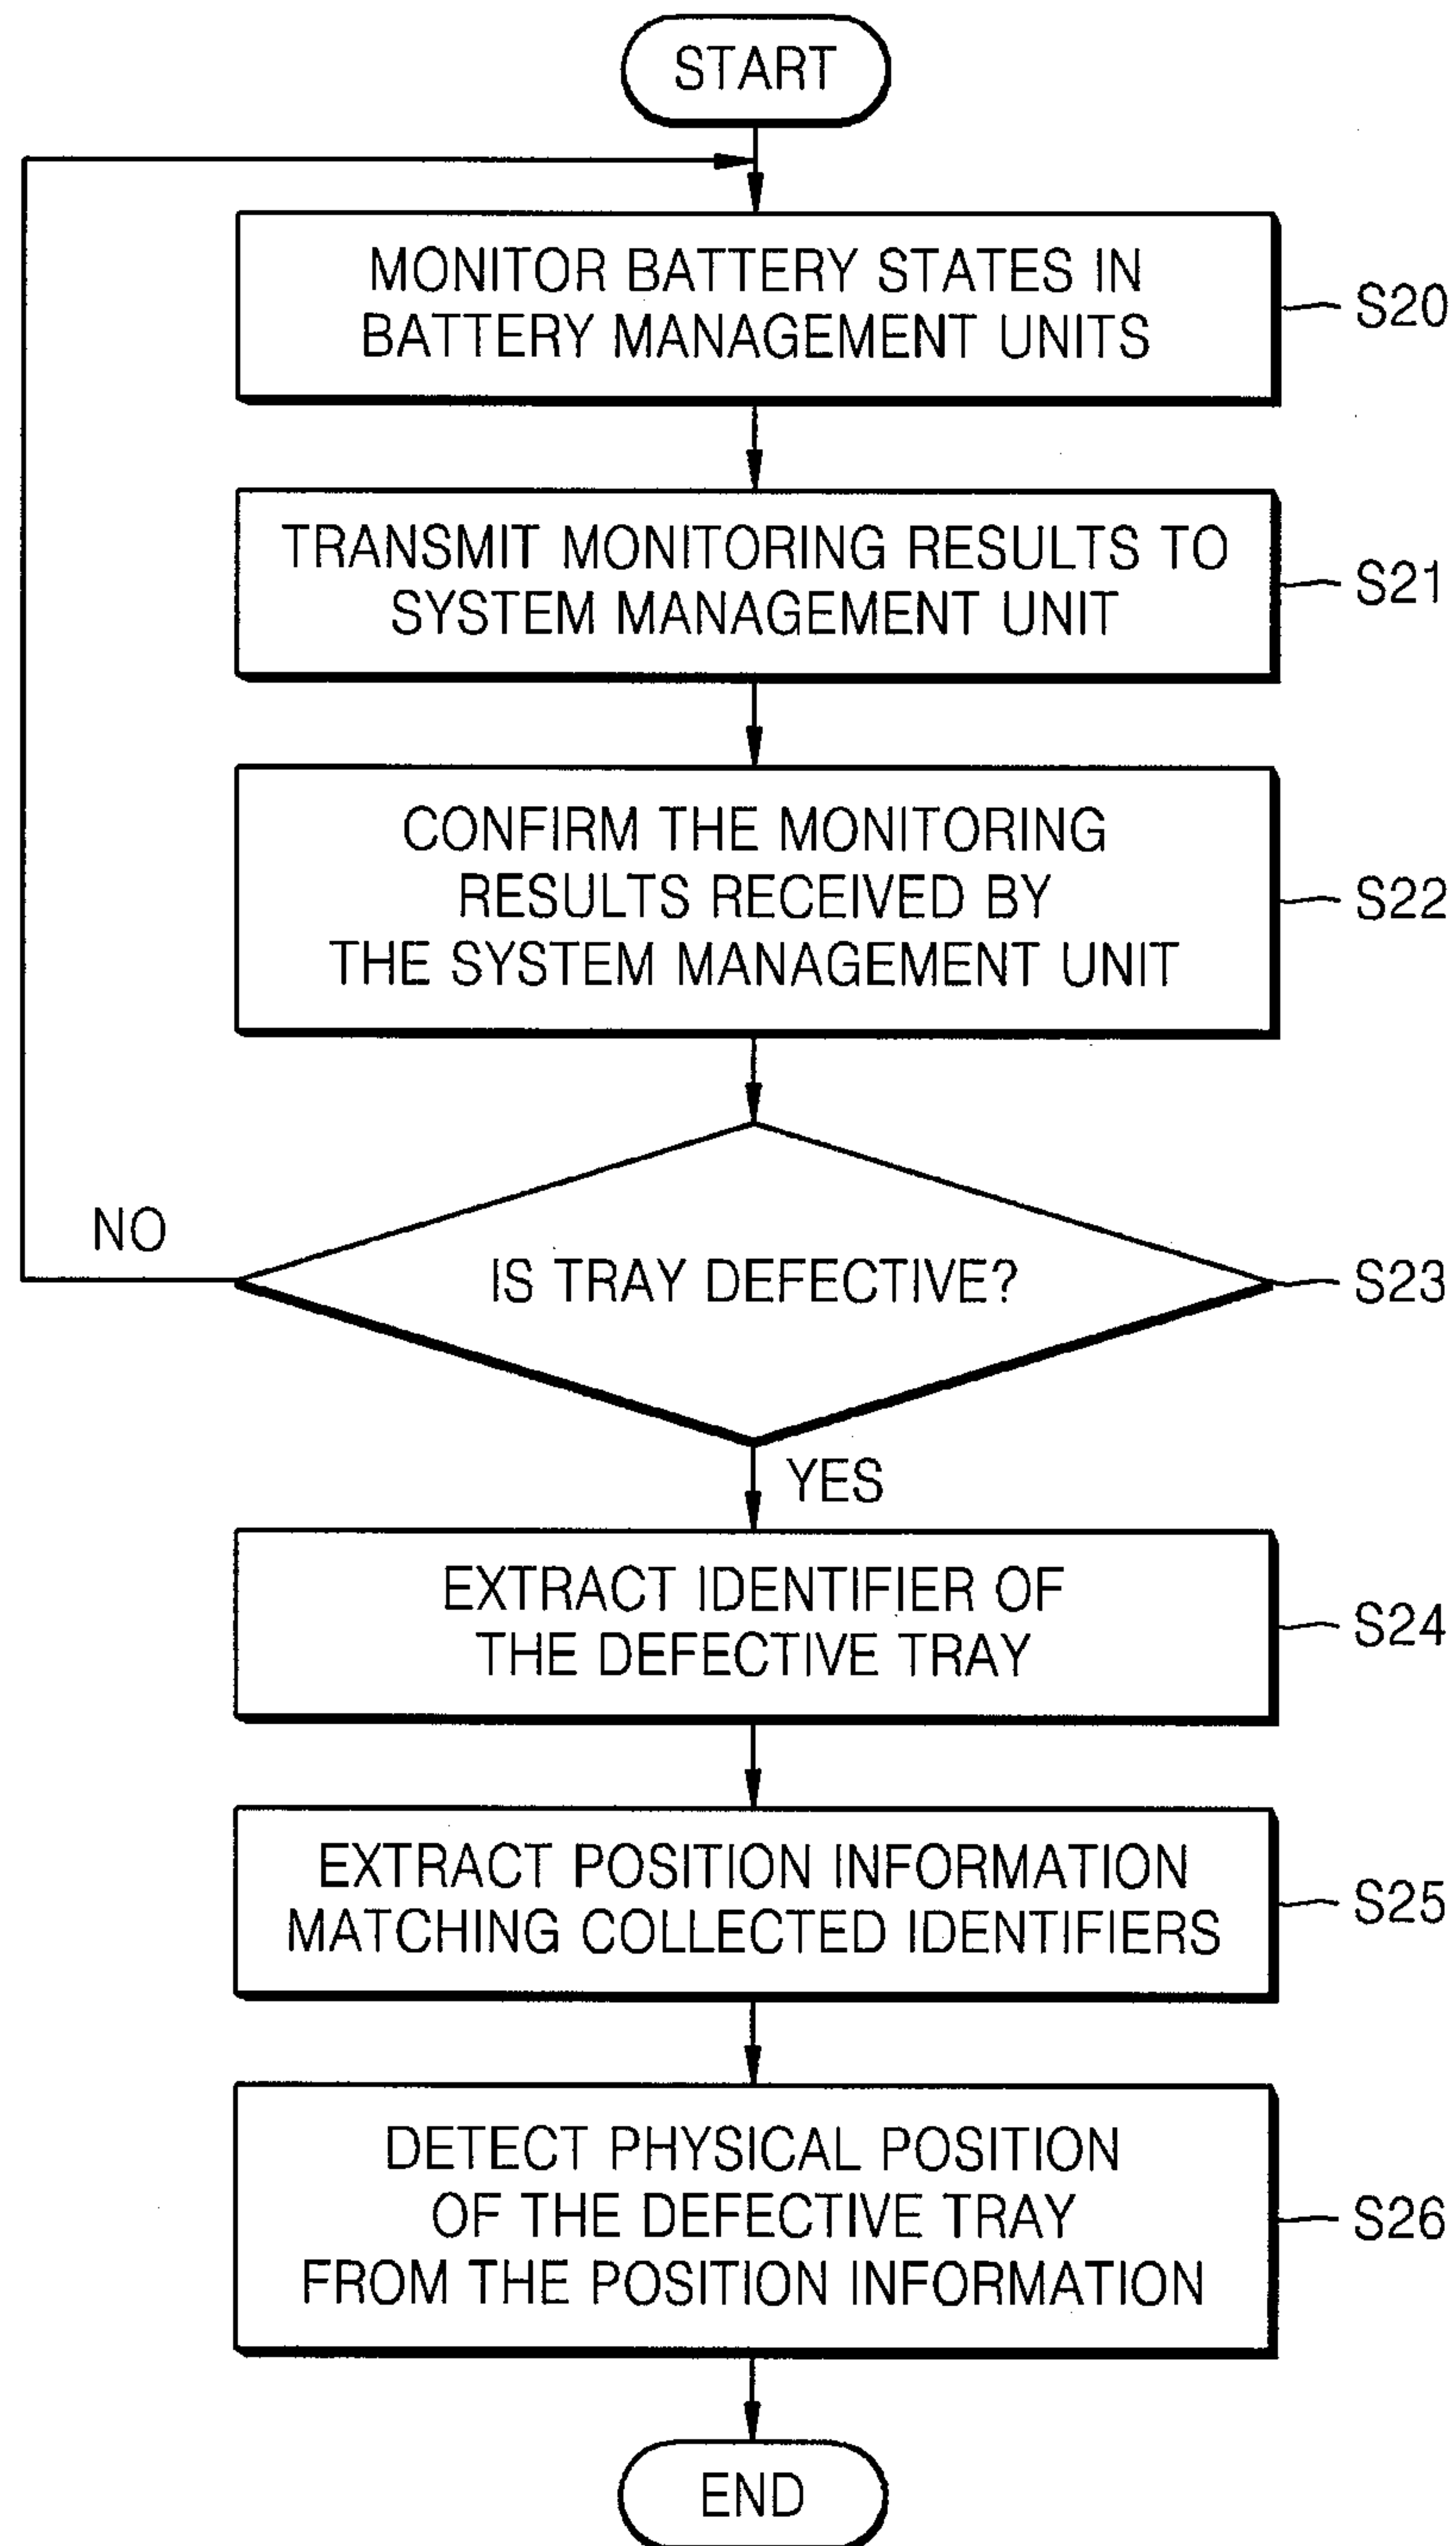 START
MONITOR BATTERY STATES IN
BATTERY MANAGEMENT UNITS
S20
TRANSMIT MONITORING RESULTS TO
SYSTEM MANAGEMENT UNIT
S21
CONFIRM THE MONITORING
RESULTS RECEIVED BY
THE SYSTEM MANAGEMENT UNIT
S22
NO
IS TRAY DEFECTIVE?
S23
YES
EXTRACT IDENTIFIER OF
THE DEFECTIVE TRAY
S24
EXTRACT POSITION INFORMATION
MATCHING COLLECTED IDENTIFIERS
S25
DETECT PHYSICAL POSITION
OF THE DEFECTIVE TRAY
FROM THE POSITION INFORMATION
S26
END